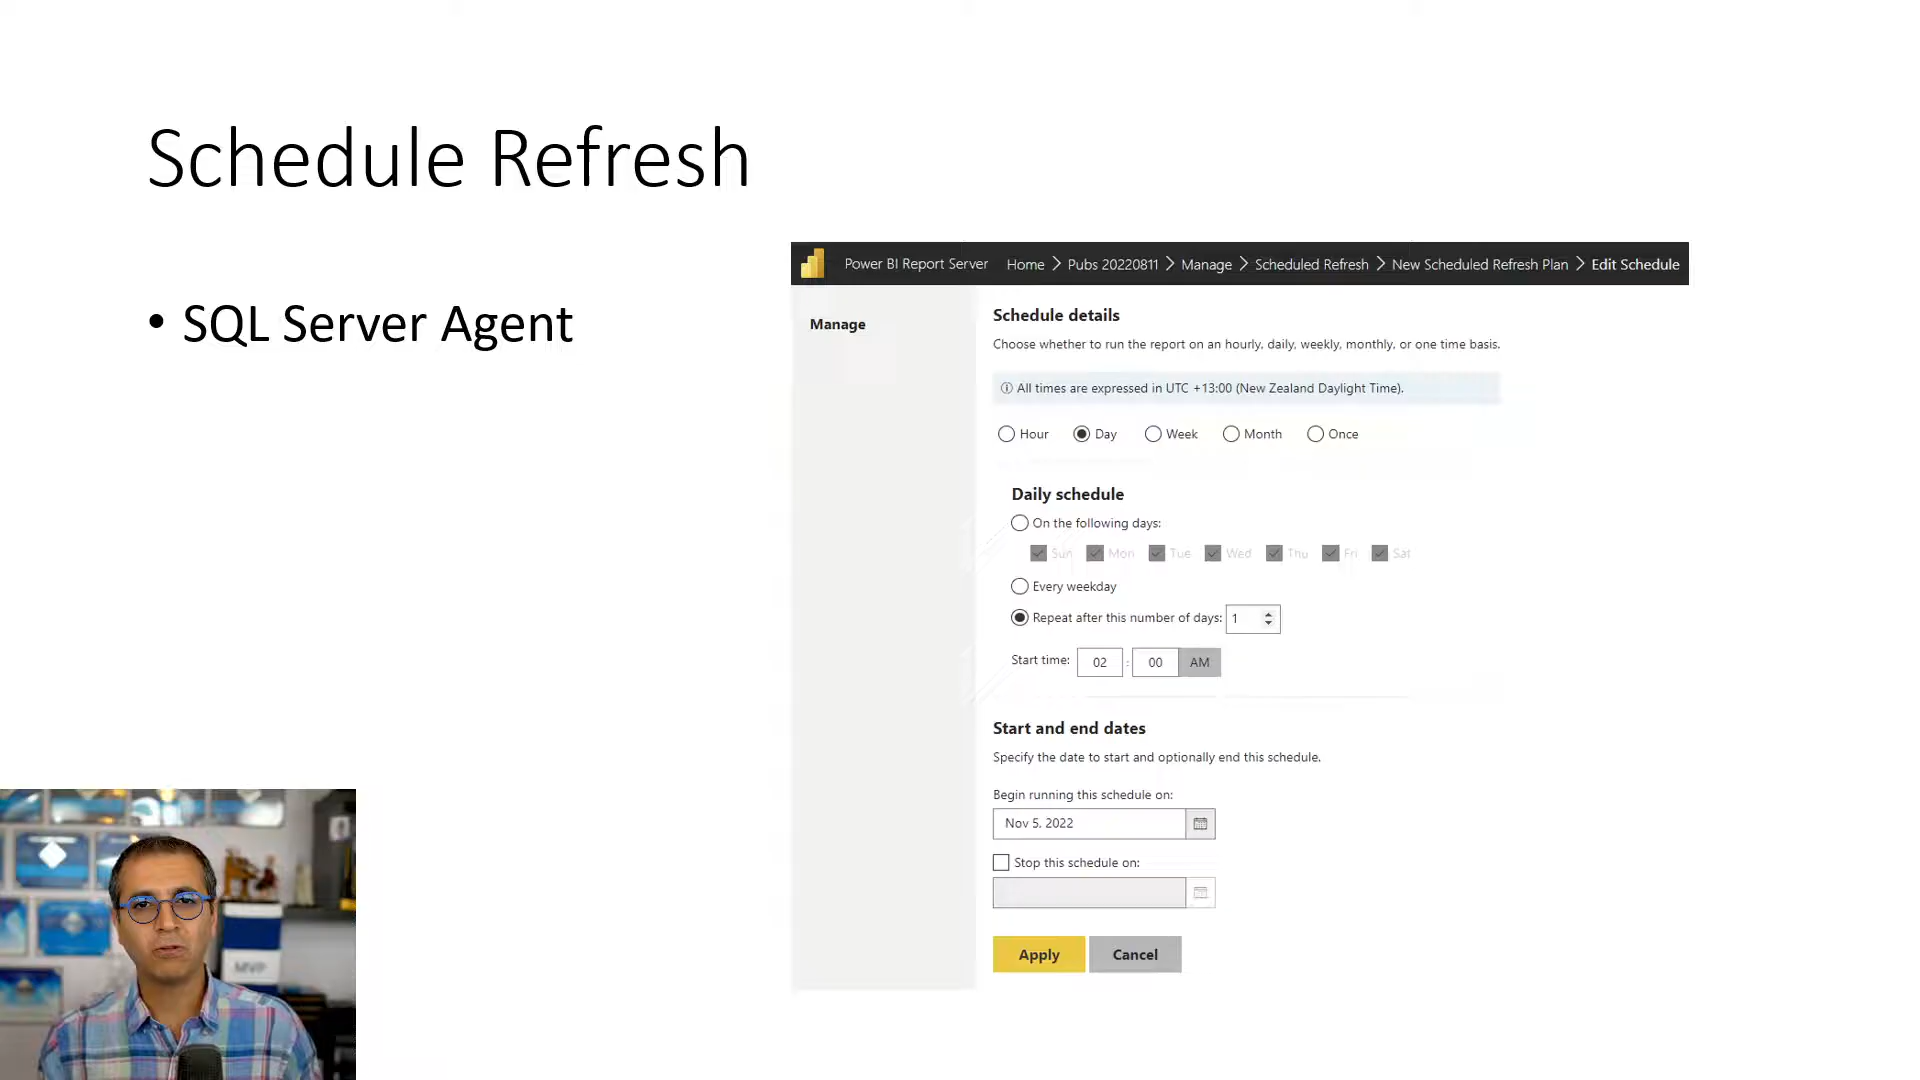 Schedule Refresh
• SQL Server Agent
Power BI Report Server Home > Pubs 20220811 > Manage > Scheduled Refresh > New Scheduled Refresh Plan > Edit Schedule
Manage
Schedule details
Choose whether to run the report on an hourly, daily, weekly, monthly, or one time basis.
All times are expressed in UTC +13:00 (New Zealand Daylight Time).
Hour Day Week Month Once
Daily schedule
On the following days:
Sun Mon Tue Wed Thu Fri Sat
Every weekday
Repeat after this number of days: 1
Start time: 02 : 00 AM
Start and end dates
Specify the date to start and optionally end this schedule.
Begin running this schedule on:
Nov 5, 2022
Stop this schedule on:
Apply Cancel
MVP